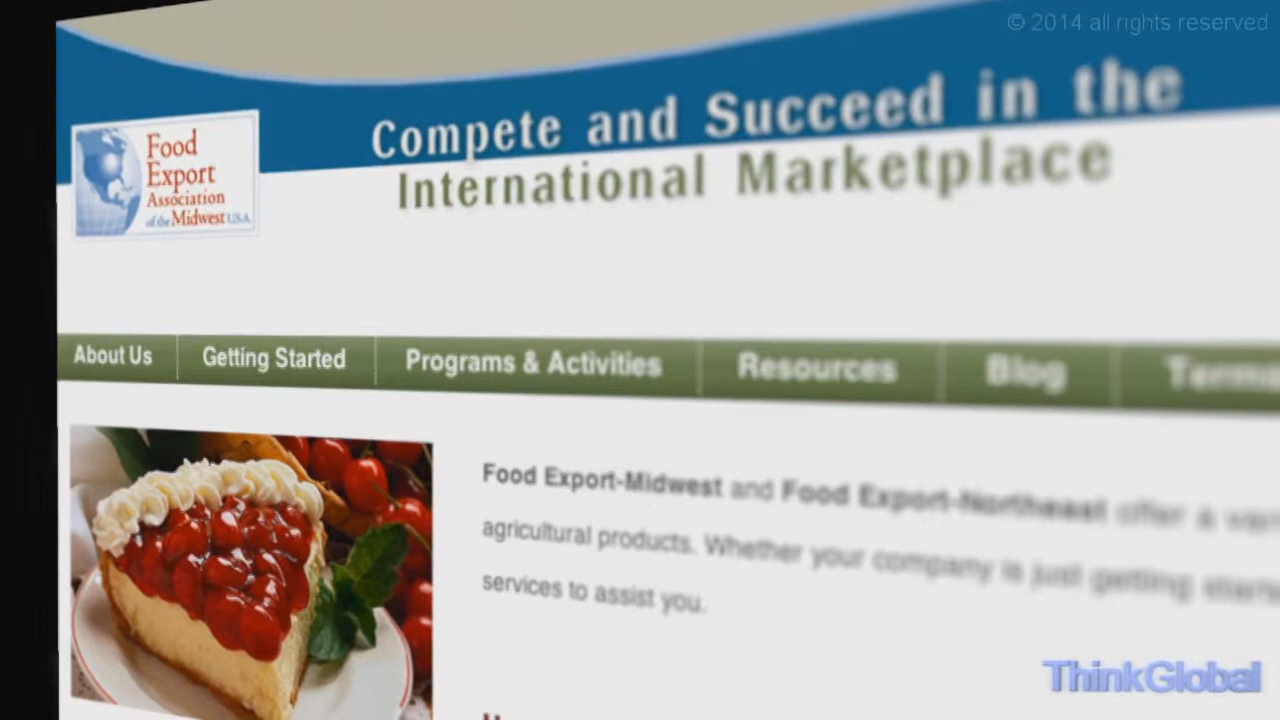 © 2014 all rights reserved
Compete and Succeed in the
International Marketplace
Food
Export
Association
of the Midwest USA
About Us Getting Started Programs & Activities Resources Blog
Food Export-Midwest and Food Export-Northeast offer a
agricultural products. Whether your company is just getting
services to assist you.
ThinkGlobal